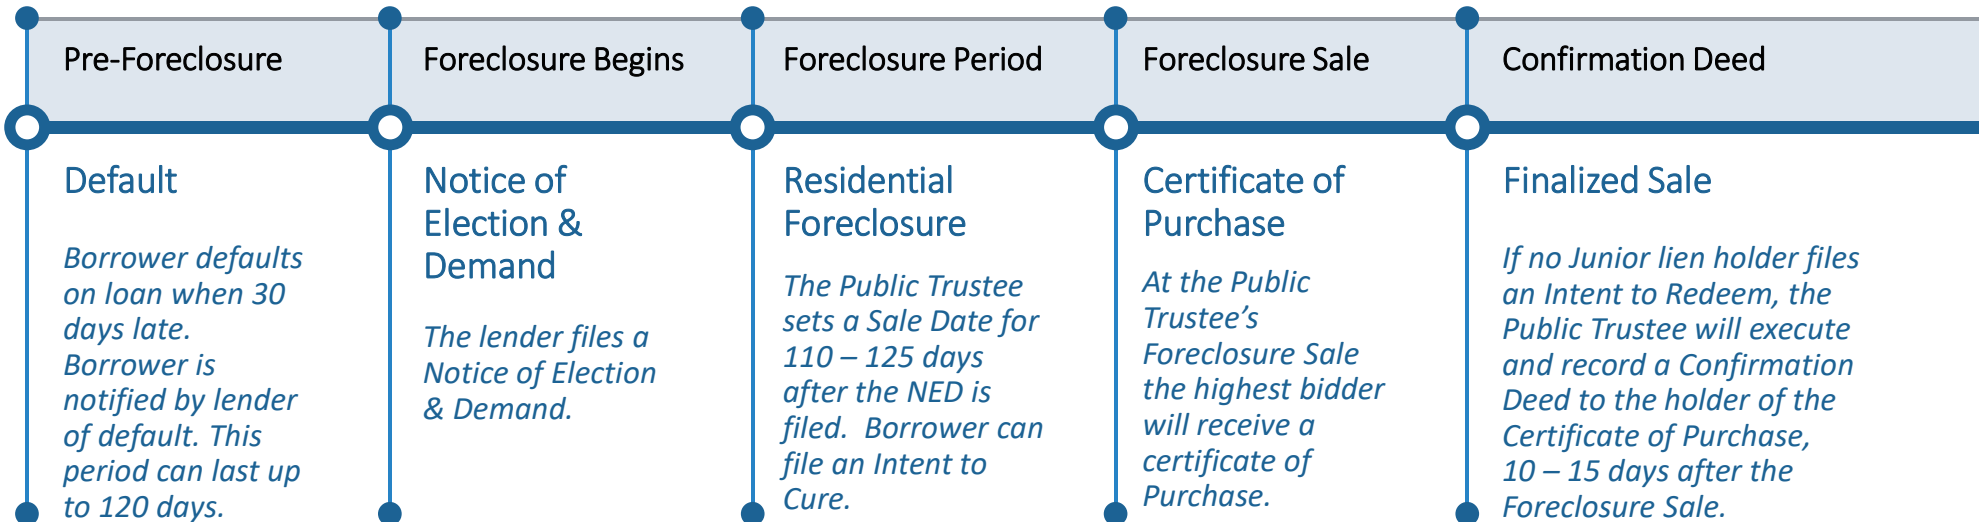 Pre-Foreclosure
Default
Borrower defaults
on loan when 30
days late.
Borrower is
notified by lender
of default. This
period can last up
to 120 days.
Foreclosure Begins
Notice of
Election &
Demand
The lender files a
Notice of Election
& Demand.
Foreclosure Period
Residential
Foreclosure
The Public Trustee
sets a Sale Date for
110 – 125 days
after the NED is
filed.  Borrower can
file an Intent to
Cure.
Foreclosure Sale
Certificate of
Purchase
At the Public
Trustee’s
Foreclosure Sale
the highest bidder
will receive a
certificate of
Purchase.
Confirmation Deed
Finalized Sale
If no Junior lien holder files
an Intent to Redeem, the
Public Trustee will execute
and record a Confirmation
Deed to the holder of the
Certificate of Purchase,
10 – 15 days after the
Foreclosure Sale.